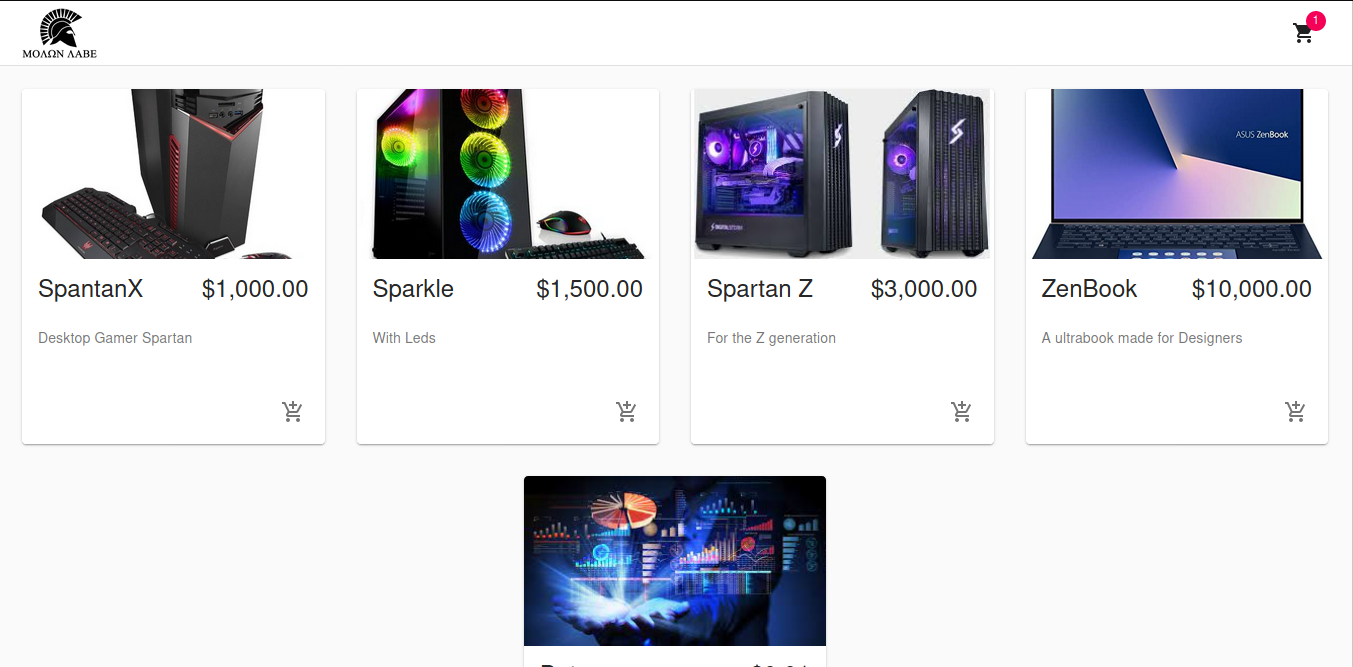 1
ΜΟΛΩΝ ΛΑΒΕ
ASUS ZenBook
SpantanX $1,000.00
Desktop Gamer Spartan
Sparkle $1,500.00
With Leds
Spartan Z $3,000.00
For the Z generation
ZenBook $10,000.00
A ultrabook made for Designers